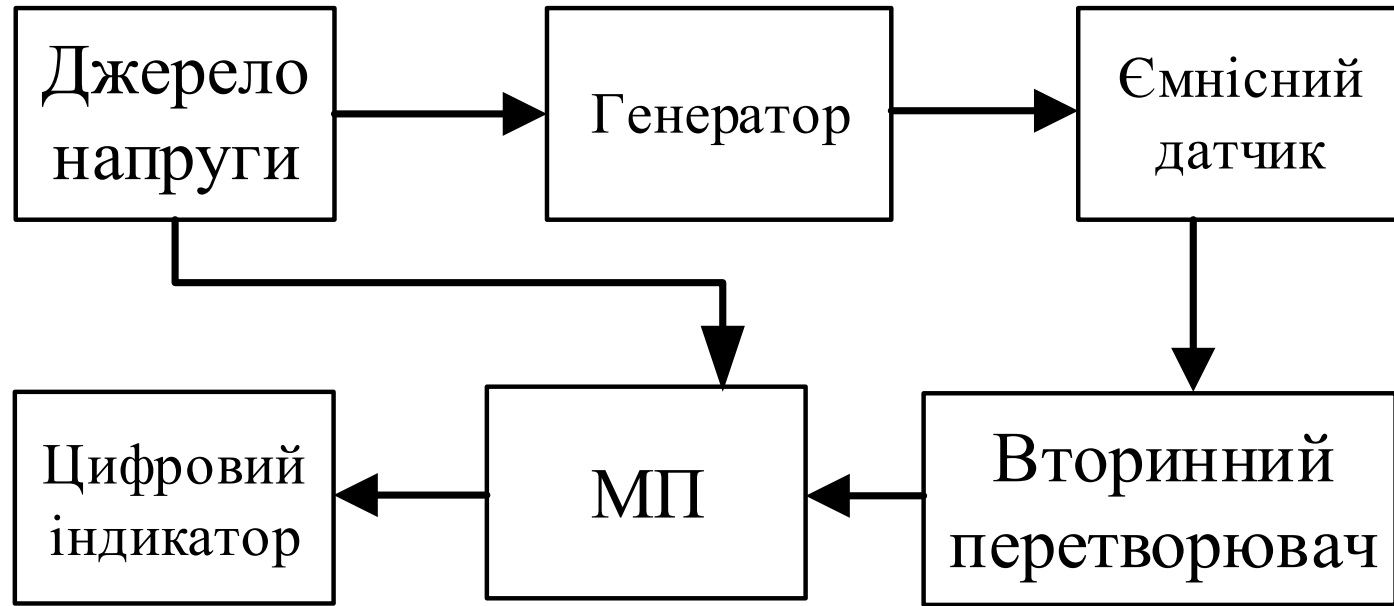 Джерело
напруги
Генератор
Ємнісний
датчик
Цифровий
індикатор
МП
Вторинний
перетворювач